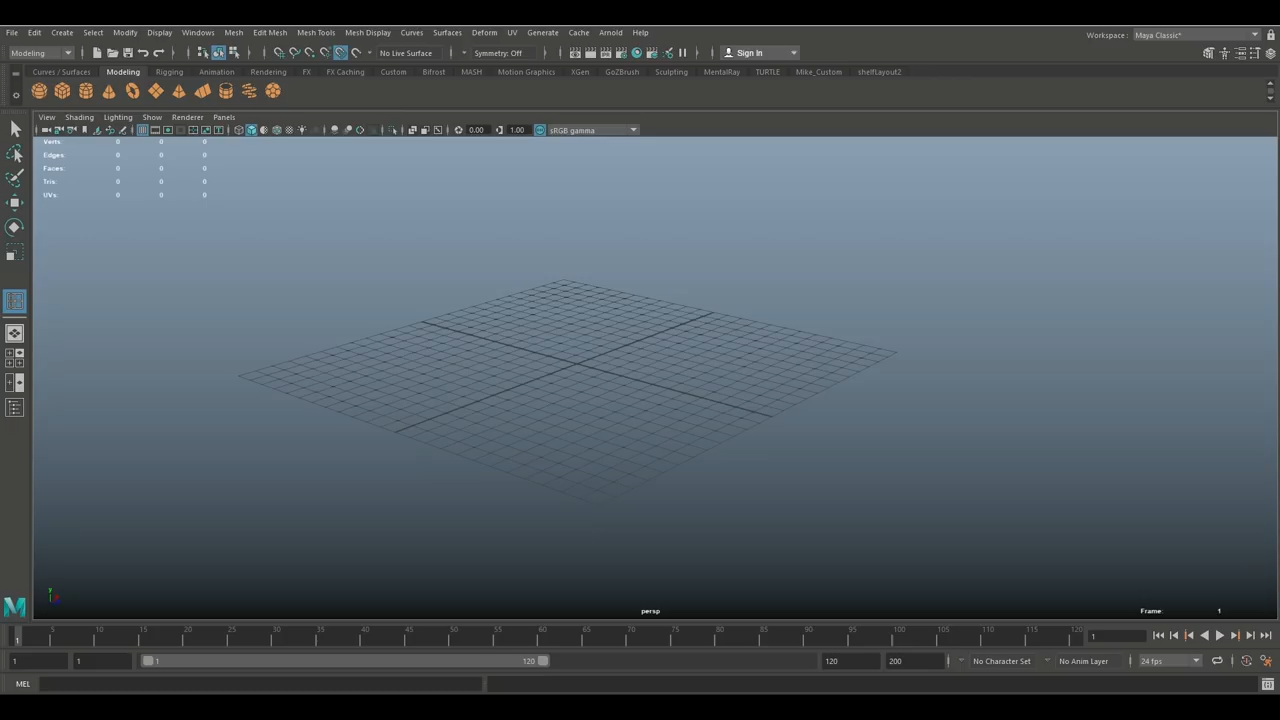 File Edit Create Select Modify Display Windows Mesh Edit Mesh Mesh Tools Mesh Display Curves Surfaces Deform UV Generate Cache Arnold Help
Workspace : Maya Classic*
Modeling No Live Surface Symmetry: Off Sign In
Curves / Surfaces Modeling Rigging Animation Rendering FX FX Caching Custom Bifrost MASH Motion Graphics XGen GoZBrush Sculpting MentalRay TURTLE Mike_Custom shelfLayout2
View Shading Lighting Show Renderer Panels
0.00 1.00 sRGB gamma
Verts: 0 0 0
Edges: 0 0 0
Faces: 0 0 0
Tris: 0 0 0
UVs: 0 0 0
y
persp
Frame: 1
1 5 10 15 20 25 30 35 40 45 50 55 60 65 70 75 80 85 90 95 100 105 110 115 120 1
1 1 1 120 120 200 No Character Set No Anim Layer 24 fps
MEL